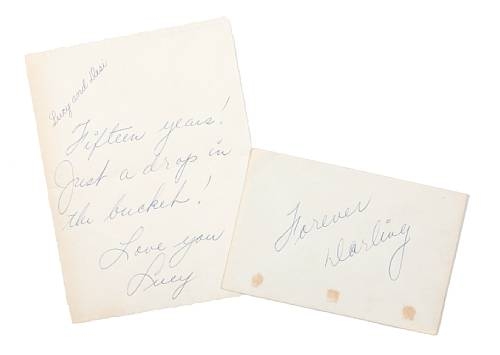 Lucy and Desi
Fifteen years!
Just a drop in
the bucket!
Love you
Lucy
Forever
Darling